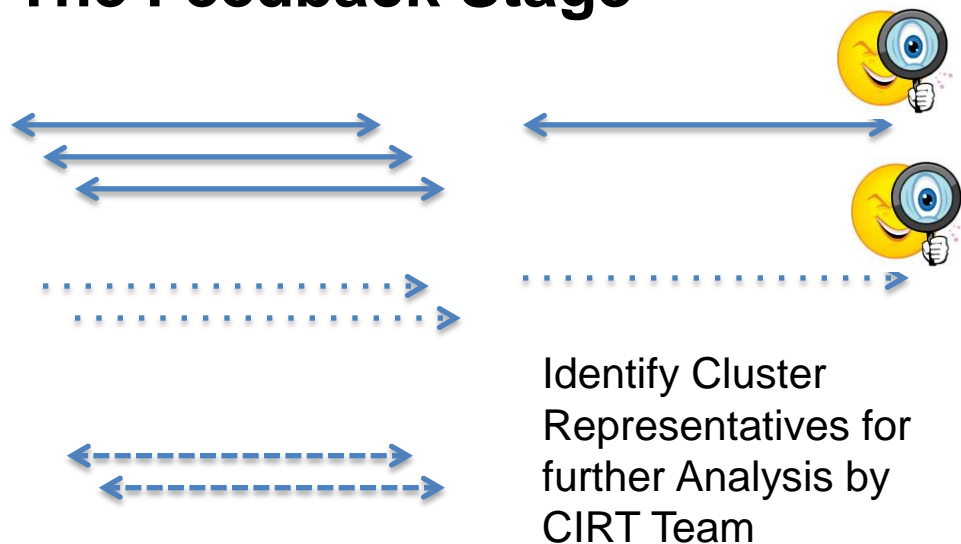 The Feedback Stage
Identify Cluster
Representatives for
further Analysis by
CIRT Team